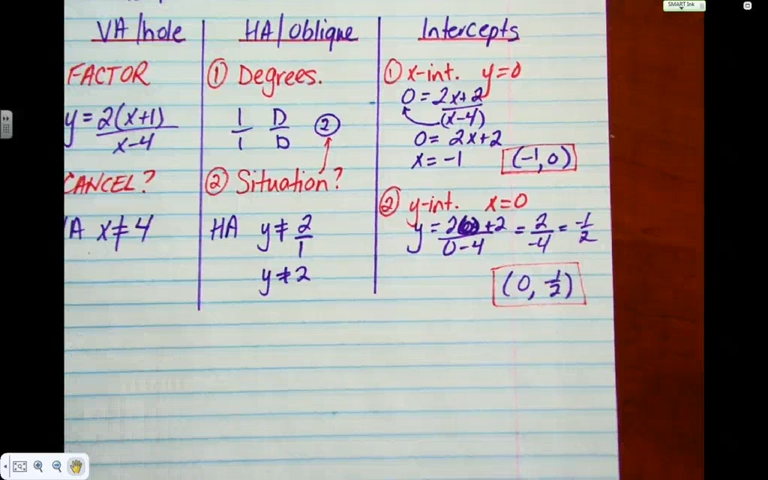 SMART Ink
VA/hole
FACTOR
y = 2(x+1)
x-4
CANCEL?
x ≠ 4
HA/Oblique
① Degrees.
1 D ②
1 D
② Situation?
HA y ≠ 2
1
y ≠ 2
Intercepts
① x-int. y=0
0 = 2x+2
(x-4)
0 = 2x+2
x = -1 (-1,0)
② y-int. x=0
y = 2(0)+2 = 2 = -1
0-4 -4 2
(0, -1/2)